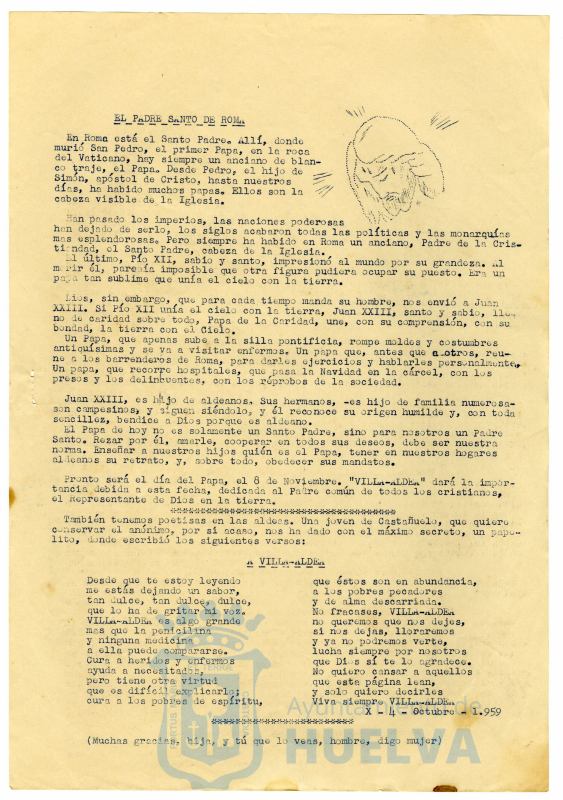 EL PADRE SANTO DE ROMA
En Roma está el Santo Padre. Allí, donde
murió San Pedro, el primer Papa, en la roca
del Vaticano, hay siempre un anciano de blan-
co traje, el Papa. Desde Pedro, el hijo de
Simón, apóstol de Cristo, hasta nuestros
días, ha habido muchos papas. Ellos son la
cabeza visible de la Iglesia.
Han pasado los imperios, las naciones poderosas
han dejado de serlo, los siglos acabaron todas las políticas y las monarquías
mas esplendorosas. Pero siempre ha habido en Roma un anciano, Padre de la Cris-
tiandad, el Santo Padre, cabeza de la Iglesia.
El último, Pío XII, sabio y santo, impresionó al mundo por su grandeza. Al
morir él, parecía imposible que otra figura pudiera ocupar su puesto. Era un
papa tan sublime que unía el cielo con la tierra.
Dios, sin embargo, que para cada tiempo manda su hombre, nos envió a Juan
XXIII. Si Pío XII unía el cielo con la tierra, Juan XXIII, santo y sabio, lle-
no de caridad sobre todo, Papa de la Caridad, une, con su comprensión, con su
bondad, la tierra con el Cielo.
Un Papa, que apenas sube a la silla pontificia, rompe moldes y costumbres
antiquísimas y se va a visitar enfermos. Un papa que, antes que a otros, reu-
ne a los barrenderos de Roma, para darles ejercicios y hablarles personalmente.
Un papa, que recorre hospitales, que pasa la Navidad en la cárcel, con los
presos y los delincuentes, con los réprobos de la sociedad.
Juan XXIII, es hijo de aldeanos. Sus hermanos, -es hijo de familia numerosa-
son campesinos, y siguen siéndolo, y él reconoce su origen humilde y, con toda
sencillez, bendice a Dios porque es aldeano.
El Papa de hoy no es solamente un Santo Padre, sino para nosotros un Padre
Santo. Rezar por él, amarle, cooperar en todos sus deseos, debe ser nuestra
norma. Enseñar a nuestros hijos quién es el Papa, tener en nuestros hogares
aldeanos su retrato, y, sobre todo, obedecer sus mandatos.
Pronto será el día del Papa, el 8 de Noviembre. "VILLA-ALDEA" dará la impor-
tancia debida a esta fecha, dedicada al Padre común de todos los cristianos,
el Representante de Dios en la tierra.
También tenemos poetisas en las aldeas. Una joven de Castañuelo, que quiere
conservar el anónimo, por si acaso, nos ha dado con el máximo secreto, un pape-
lito, donde escribió los siguientes versos:
A VILLA-ALDEA
Desde que te estoy leyendo
me estás dejando un sabor,
tan dulce, tan dulce, dulce,
que lo ha de gritar mi voz.
VILLA-ALDEA es algo grande
mas que la penicilina
y ninguna medicina
a ella puede compararse.
Cura a heridos y enfermos
ayuda a necesitados,
pero tiene otra virtud
que es difícil explicarlo;
cura a los pobres de espíritu,
que éstos son en abundancia,
a los pobres pecadores
y de alma descarriada.
No fracases, VILLA-ALDEA
no queremos que nos dejes,
si nos dejas, lloraremos
y ya no podremos verte,
lucha siempre por nosotros
que Dios sí te lo agradece.
No quiero cansar a aquellos
que esta página lean,
y solo quiero decirles
Viva siempre VILLA-ALDEA
X - 4 - Octubre - 1.959
(Muchas gracias, hija, y tú que lo veas, hombre, digo mujer)
Ayuntamiento de
HUELVA